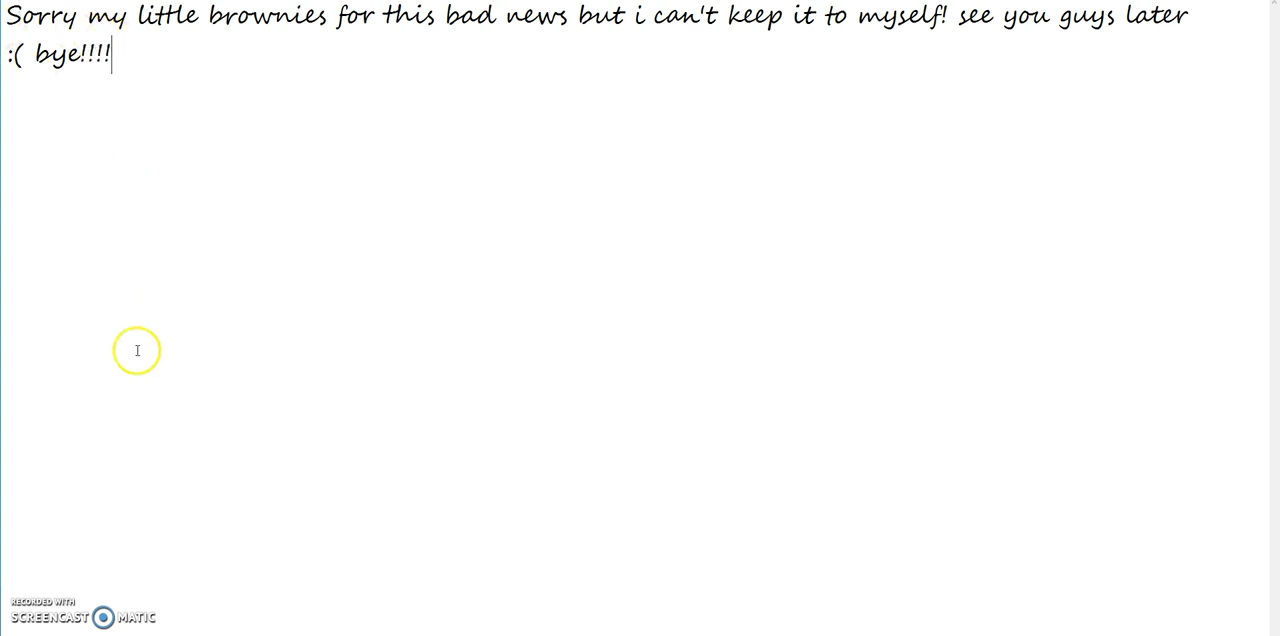 Sorry my little brownies for this bad news but i can't keep it to myself! see you guys later
:( bye!!!!
RECORDED WITH
SCREENCAST MATIC